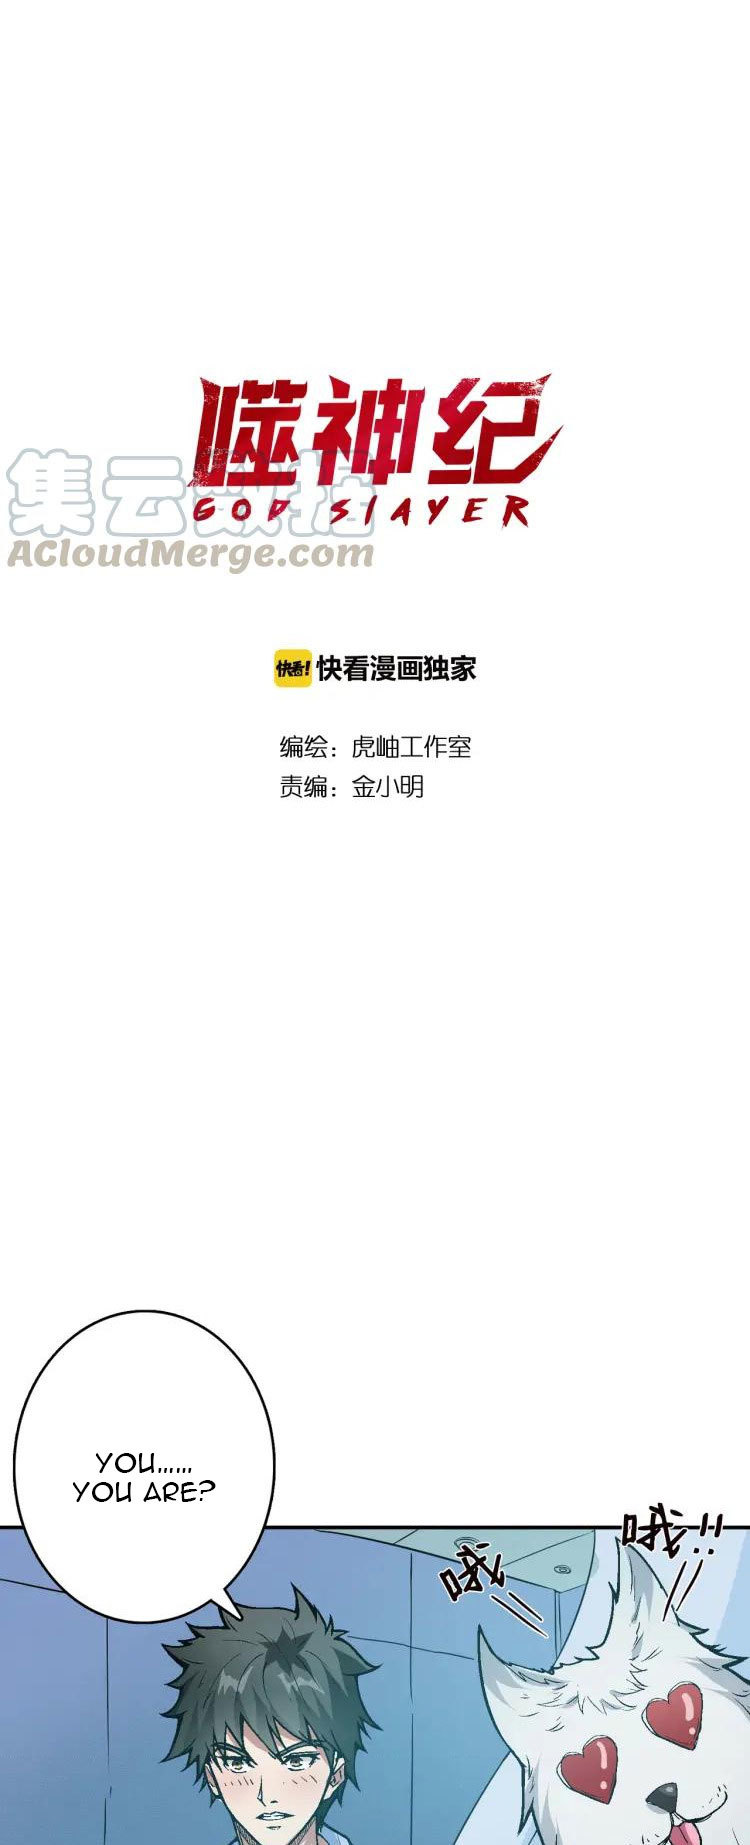 噬神纪
GOD SLAYER
集云数据
ACloudMerge.com
快看! 快看漫画独家
编绘：虎岫工作室
责编：金小明
YOU......
YOU ARE?
哦!!
哦